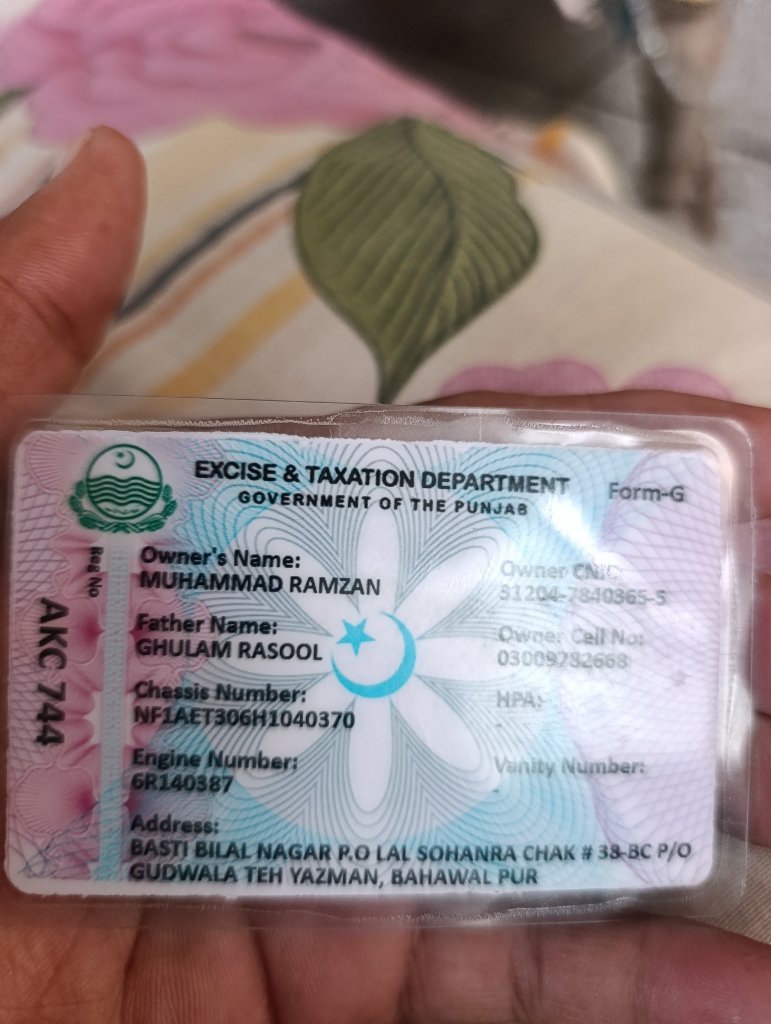 EXCISE & TAXATION DEPARTMENT
GOVERNMENT OF THE PUNJAB
Form-G
Reg No
AKC 744
Owner's Name:
MUHAMMAD RAMZAN
Father Name:
GHULAM RASOOL
Chassis Number:
NF1AET306H1040370
Engine Number:
6R140387
Address:
BASTI BILAL NAGAR P.O LAL SOHANRA CHAK # 38-BC P/O
GUDWALA TEH YAZMAN, BAHAWAL PUR
Owner CNIC
31204-7840365-5
Owner Cell No:
03009782668
HPA:
-
Vanity Number:
-